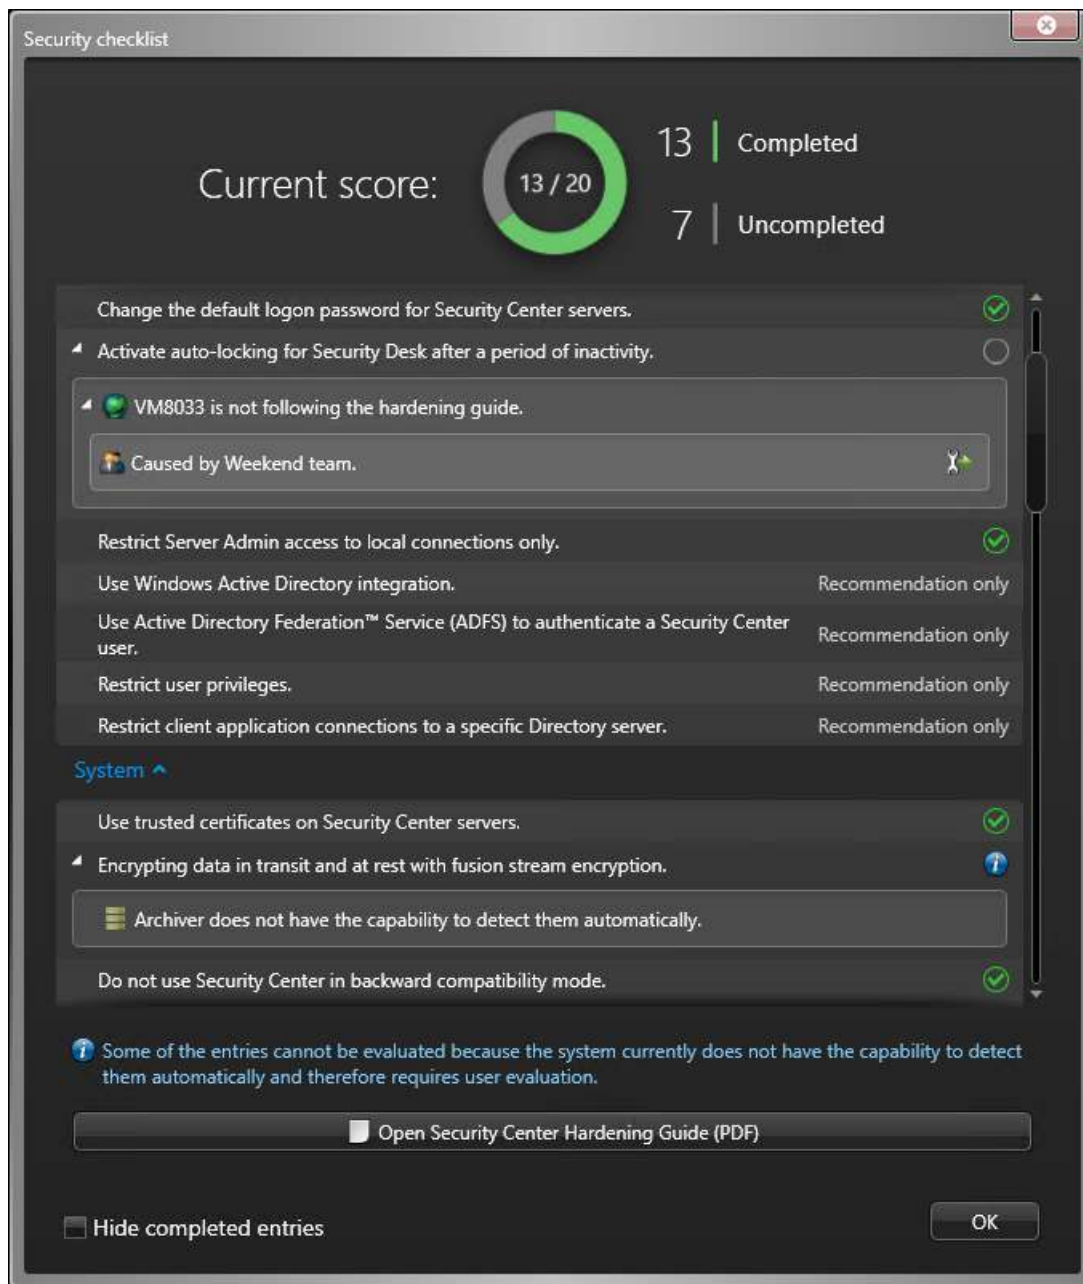 Security checklist
Current score:
13 / 20
13 Completed
7 Uncompleted
Change the default logon password for Security Center servers.
Activate auto-locking for Security Desk after a period of inactivity.
VM8033 is not following the hardening guide.
Caused by Weekend team.
Restrict Server Admin access to local connections only.
Use Windows Active Directory integration. Recommendation only
Use Active Directory Federation™ Service (ADFS) to authenticate a Security Center
user. Recommendation only
Restrict user privileges. Recommendation only
Restrict client application connections to a specific Directory server. Recommendation only
System
Use trusted certificates on Security Center servers.
Encrypting data in transit and at rest with fusion stream encryption.
Archiver does not have the capability to detect them automatically.
Do not use Security Center in backward compatibility mode.
Some of the entries cannot be evaluated because the system currently does not have the capability to detect
them automatically and therefore requires user evaluation.
Open Security Center Hardening Guide (PDF)
Hide completed entries
OK